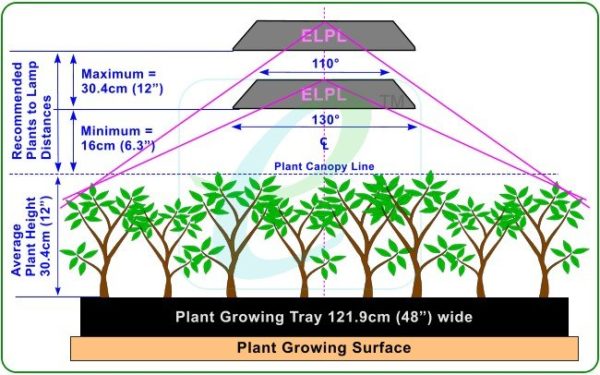 ELPL
110°
Maximum =
30.4cm (12”)
ELPL
TM
130°
Minimum =
16cm (6.3”)
℄
Plant Canopy Line
Recommended
Plants to Lamp
Distances
Average
Plant Height
30.4cm (12”)
Plant Growing Tray 121.9cm (48”) wide
Plant Growing Surface